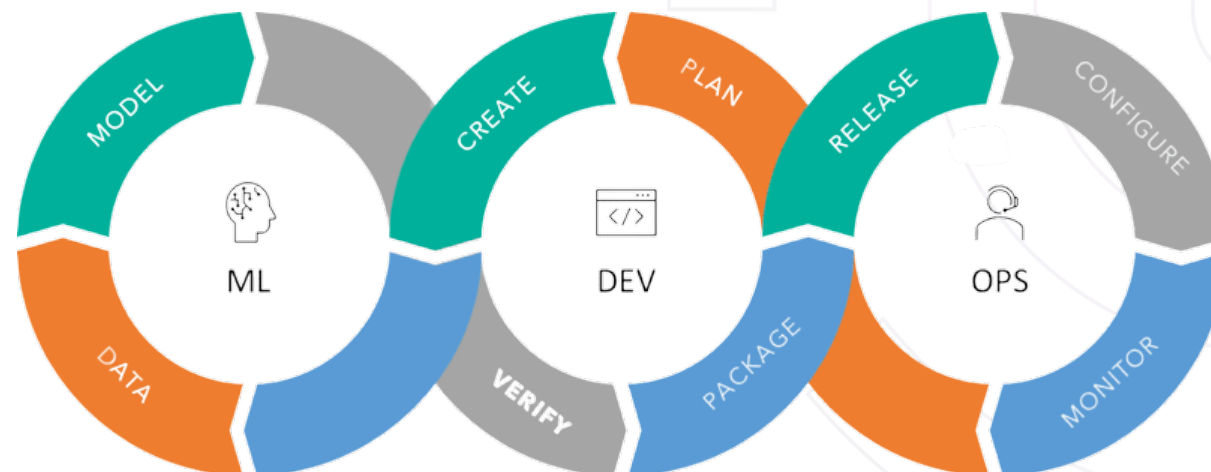 MODEL
CREATE
PLAN
RELEASE
CONFIGURE
</>
ML
DEV
OPS
DATA
VERIFY
PACKAGE
MONITOR